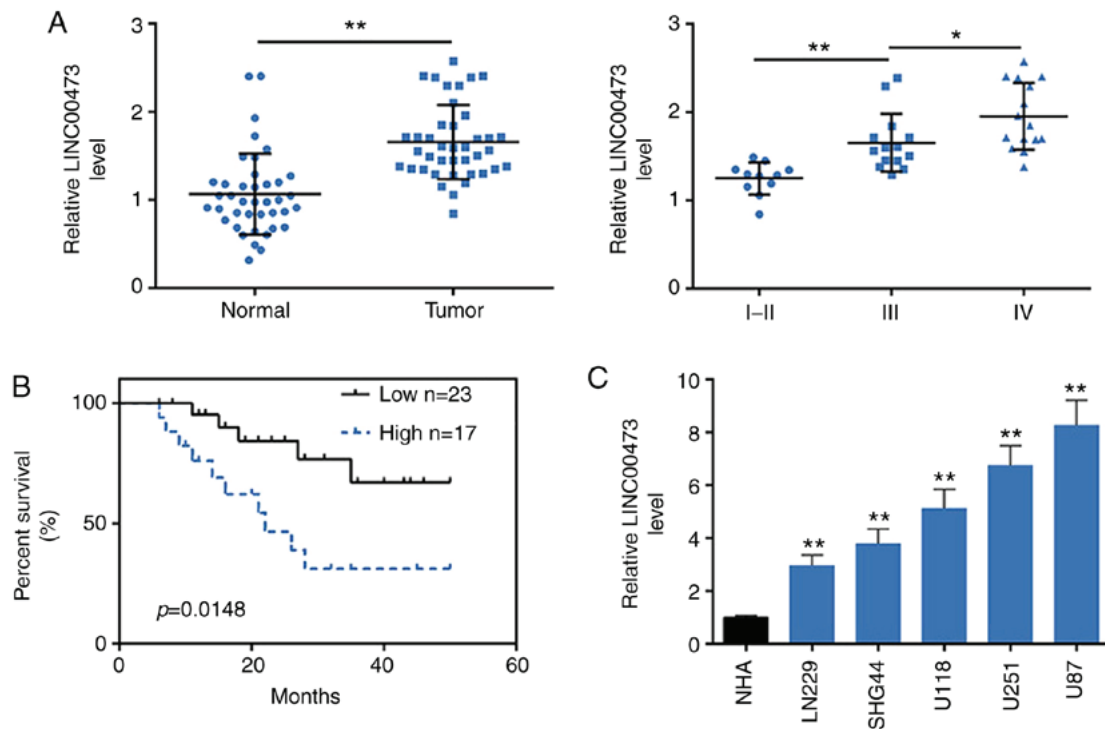 A
Relative LINC00473
level
3
2
1
0
**
Normal
Tumor
Relative LINC00473
level
3
2
1
0
**
*
I–II
III
IV
B
Percent survival
(%)
100
50
0
Low n=23
High n=17
p=0.0148
0
20
40
60
Months
C
Relative LINC00473
level
10
8
6
4
2
0
**
**
**
**
**
NHA
LN229
SHG44
U118
U251
U87